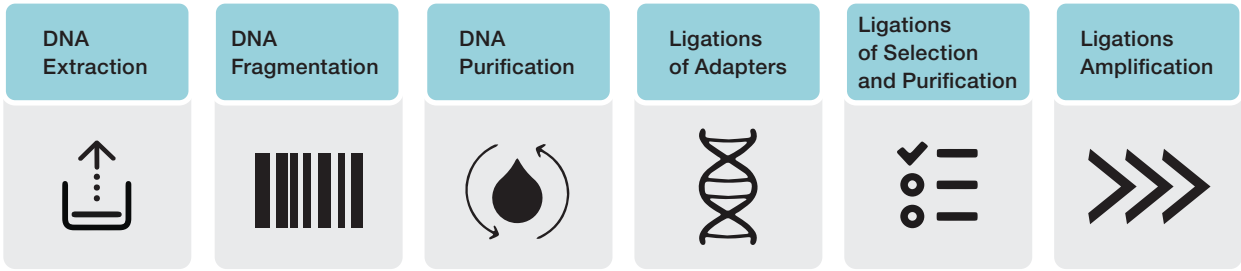 DNA
Extraction
DNA
Fragmentation
DNA
Purification
Ligations
of Adapters
Ligations
of Selection
and Purification
Ligations
Amplification